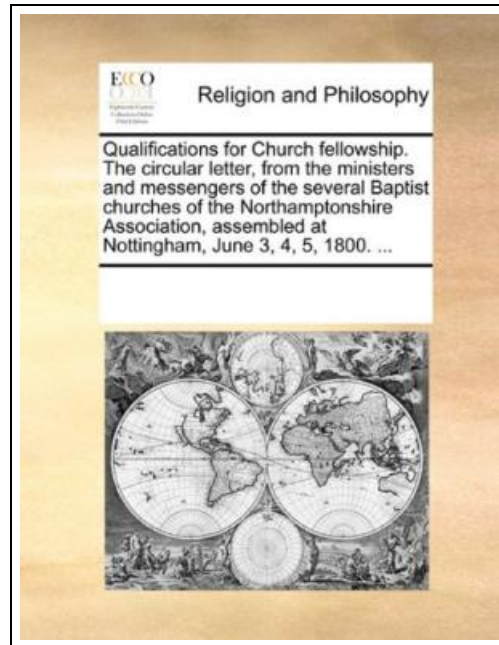 ECCO
Religion and Philosophy
Qualifications for Church fellowship.
The circular letter, from the ministers
and messengers of the several Baptist
churches of the Northamptonshire
Association, assembled at
Nottingham, June 3, 4, 5, 1800. ...